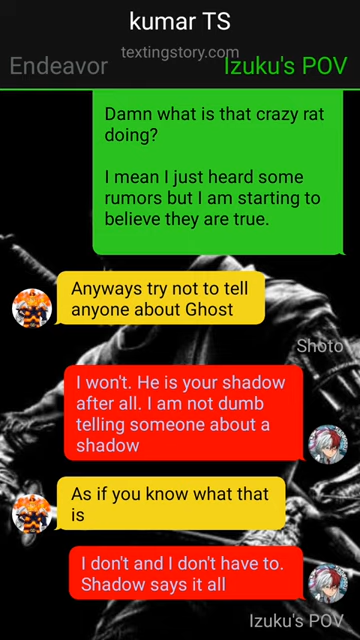 kumar TS
textingstory.com
Endeavor
Izuku's POV
Damn what is that crazy rat
doing?
I mean I just heard some
rumors but I am starting to
believe they are true.
Anyways try not to tell
anyone about Ghost
Shoto
I won't. He is your shadow
after all. I am not dumb
telling someone about a
shadow
As if you know what that
is
I don't and I don't have to.
Shadow says it all
Izuku's POV